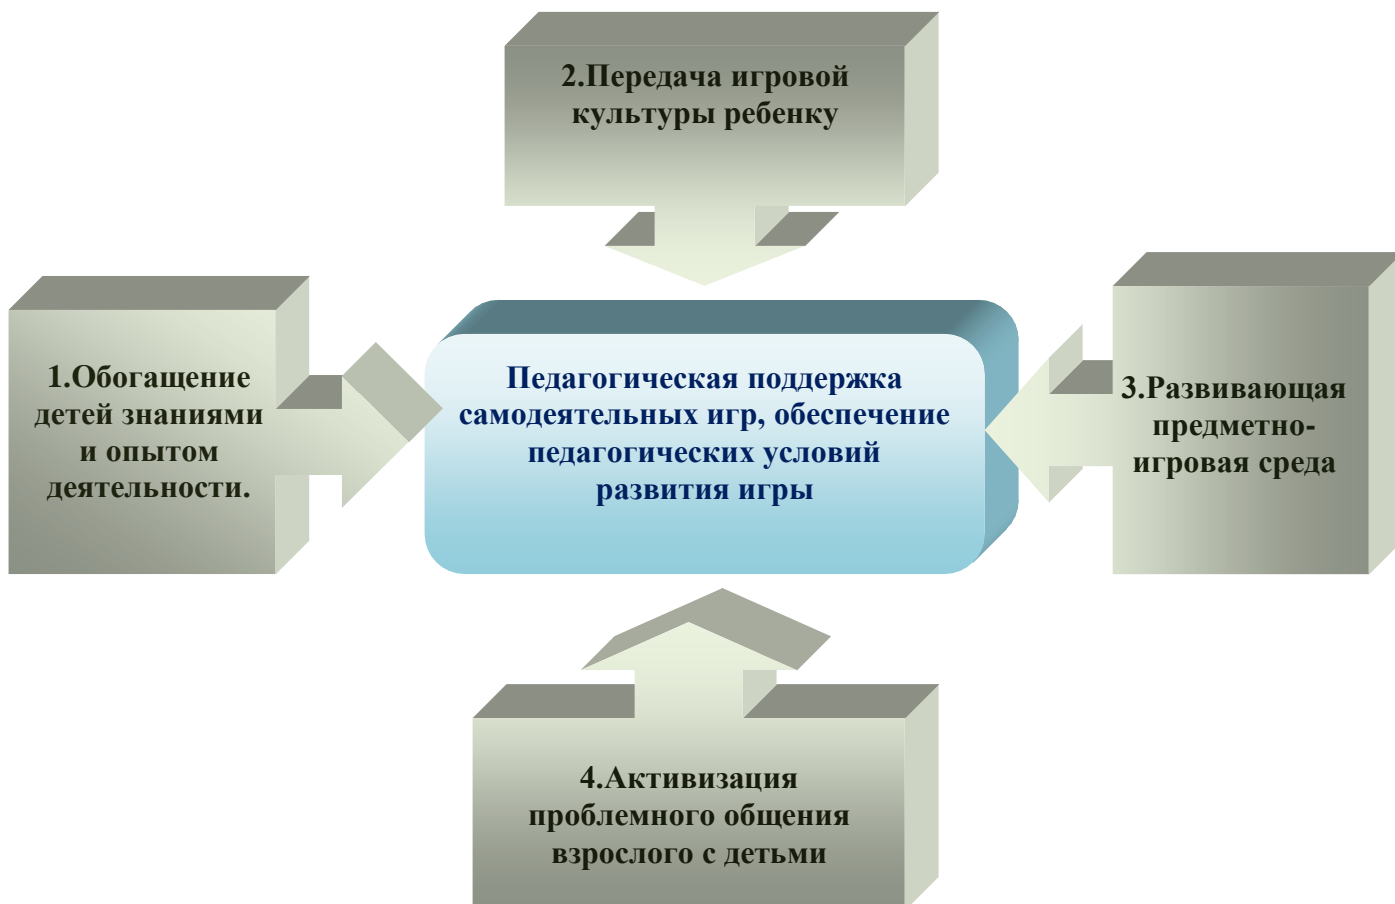 2.Передача игровой
культуры ребенку
1.Обогащение
детей знаниями
и опытом
деятельности.
Педагогическая поддержка
самодеятельных игр, обеспечение
педагогических условий
развития игры
3.Развивающая
предметно-
игровая среда
4.Активизация
проблемного общения
взрослого с детьми